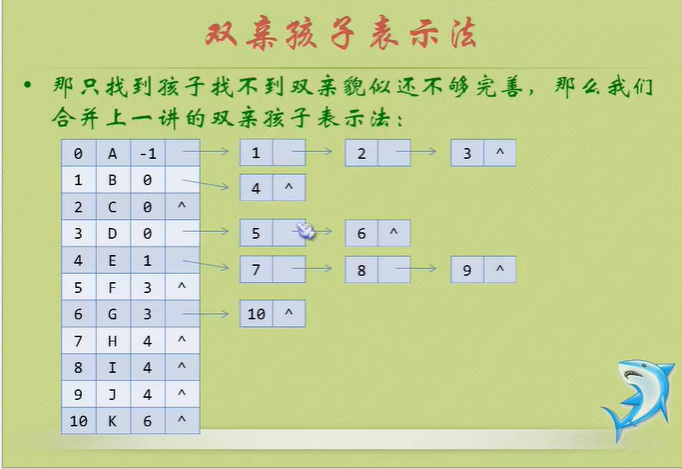 双亲孩子表示法
• 那只找到孩子找不到双亲貌似还不够完善，那么我们
合并上一讲的双亲孩子表示法：
0 A -1 1 2 3 ^
1 B 0 4 ^
2 C 0 ^
3 D 0 5 6 ^
4 E 1 7 8 9 ^
5 F 3 ^
6 G 3 10 ^
7 H 4 ^
8 I 4 ^
9 J 4 ^
10 K 6 ^